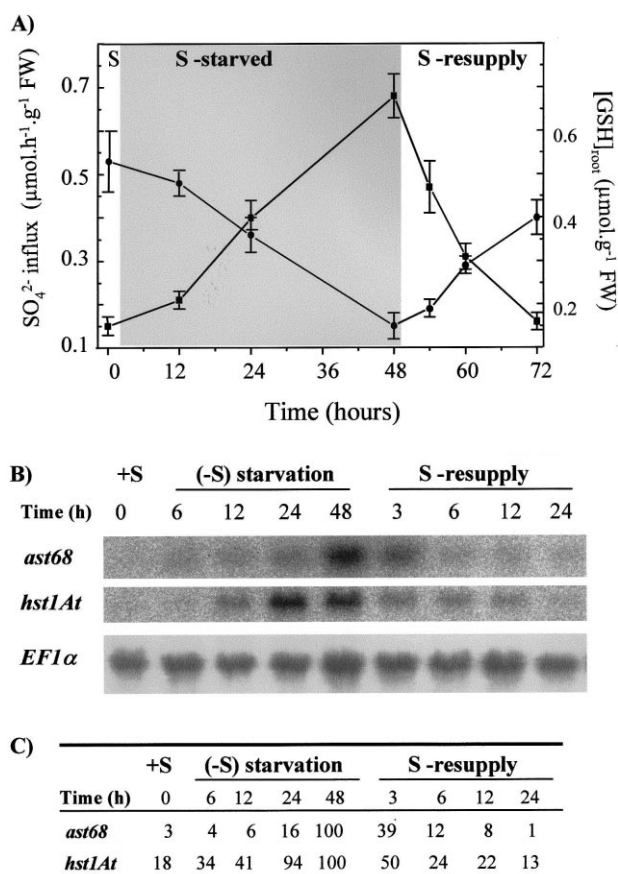 A)
S S -starved S -resupply
SO₄²⁻ influx (µmol.h⁻¹.g⁻¹ FW)
0.7
0.5
0.3
0.1
[GSH]root (µmol.g⁻¹ FW)
0.6
0.4
0.2
0 12 24 36 48 60 72
Time (hours)
B)
+S (-S) starvation S -resupply
Time (h) 0 6 12 24 48 3 6 12 24
ast68
hst1At
EF1α
C)
+S (-S) starvation S -resupply
Time (h) 0 6 12 24 48 3 6 12 24
ast68 3 4 6 16 100 39 12 8 1
hst1At 18 34 41 94 100 50 24 22 13